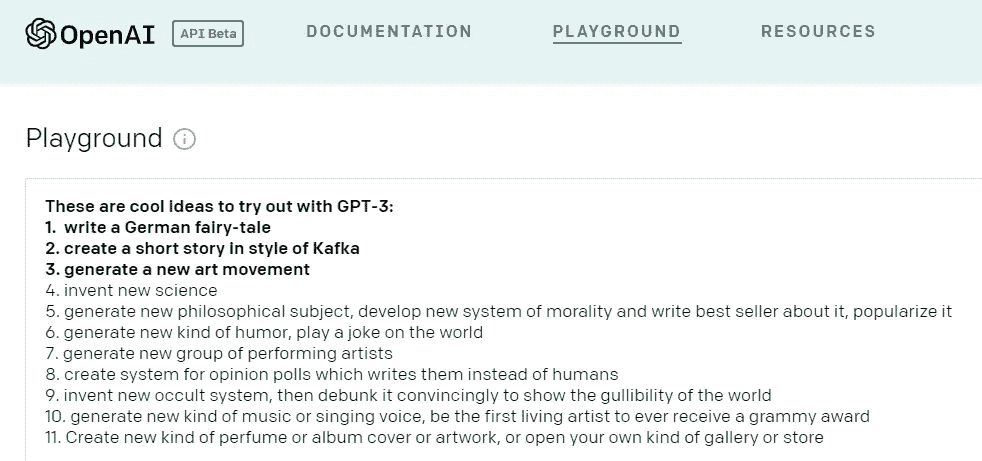 OpenAI API Beta DOCUMENTATION PLAYGROUND RESOURCES
Playground
These are cool ideas to try out with GPT-3:
1. write a German fairy-tale
2. create a short story in style of Kafka
3. generate a new art movement
4. invent new science
5. generate new philosophical subject, develop new system of morality and write best seller about it, popularize it
6. generate new kind of humor, play a joke on the world
7. generate new group of performing artists
8. create system for opinion polls which writes them instead of humans
9. invent new occult system, then debunk it convincingly to show the gullibility of the world
10. generate new kind of music or singing voice, be the first living artist to ever receive a grammy award
11. Create new kind of perfume or album cover or artwork, or open your own kind of gallery or store